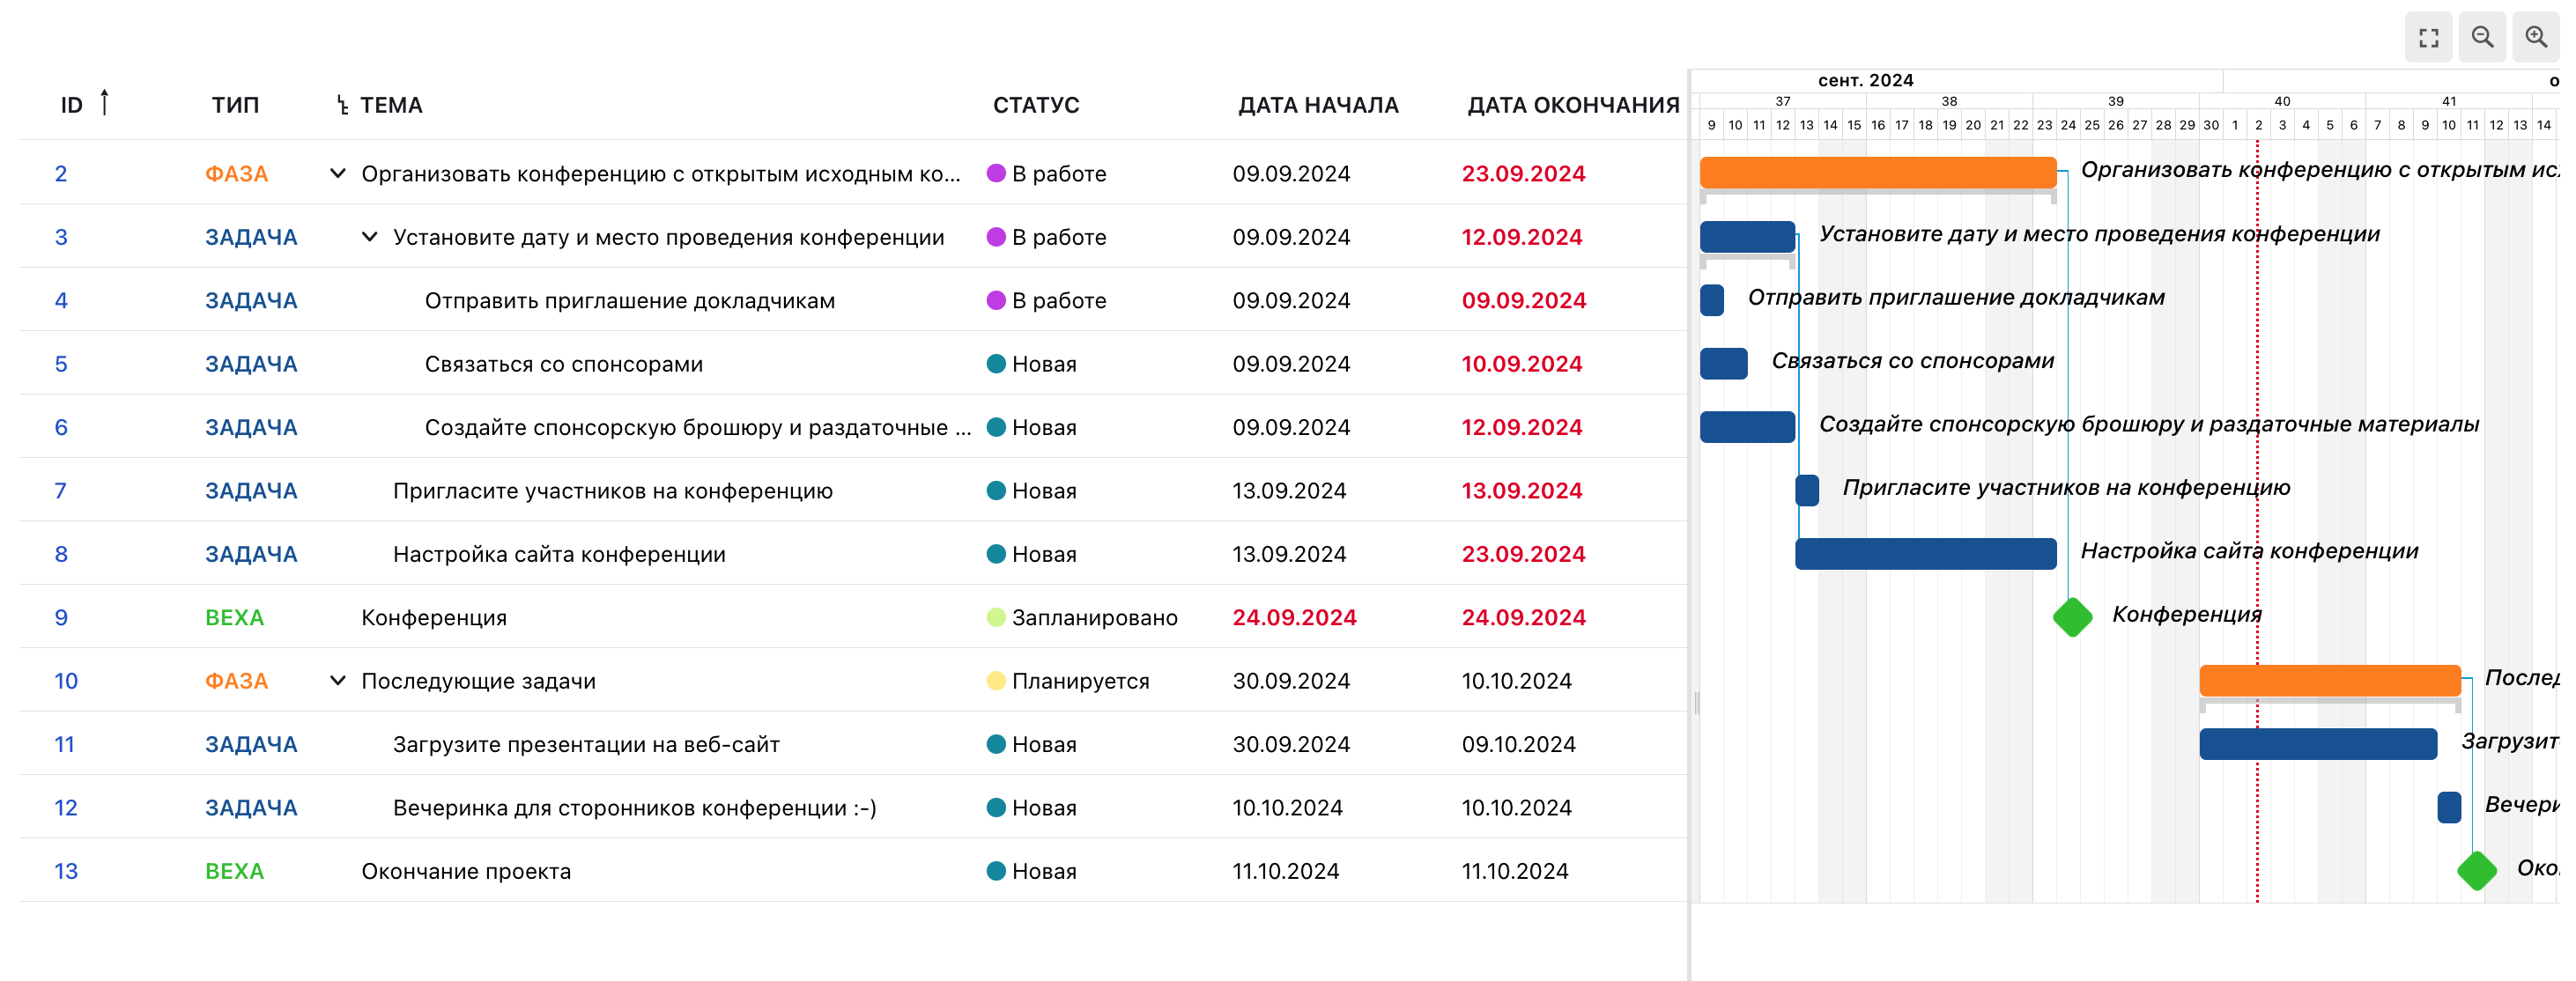 сент. 2024
о
37 38 39 40 41
ID ТИП ТЕМА СТАТУС ДАТА НАЧАЛА ДАТА ОКОНЧАНИЯ
9 10 11 12 13 14 15 16 17 18 19 20 21 22 23 24 25 26 27 28 29 30 1 2 3 4 5 6 7 8 9 10 11 12 13 14
2 ФАЗА Организовать конференцию с открытым исходным ко... В работе 09.09.2024 23.09.2024 Организовать конференцию с открытым исх
3 ЗАДАЧА Установите дату и место проведения конференции В работе 09.09.2024 12.09.2024 Установите дату и место проведения конференции
4 ЗАДАЧА Отправить приглашение докладчикам В работе 09.09.2024 09.09.2024 Отправить приглашение докладчикам
5 ЗАДАЧА Связаться со спонсорами Новая 09.09.2024 10.09.2024 Связаться со спонсорами
6 ЗАДАЧА Создайте спонсорскую брошюру и раздаточные ... Новая 09.09.2024 12.09.2024 Создайте спонсорскую брошюру и раздаточные материалы
7 ЗАДАЧА Пригласите участников на конференцию Новая 13.09.2024 13.09.2024 Пригласите участников на конференцию
8 ЗАДАЧА Настройка сайта конференции Новая 13.09.2024 23.09.2024 Настройка сайта конференции
9 ВЕХА Конференция Запланировано 24.09.2024 24.09.2024 Конференция
10 ФАЗА Последующие задачи Планируется 30.09.2024 10.10.2024 Послед
11 ЗАДАЧА Загрузите презентации на веб-сайт Новая 30.09.2024 09.10.2024 Загрузит
12 ЗАДАЧА Вечеринка для сторонников конференции :-) Новая 10.10.2024 10.10.2024 Вечери
13 ВЕХА Окончание проекта Новая 11.10.2024 11.10.2024 Око